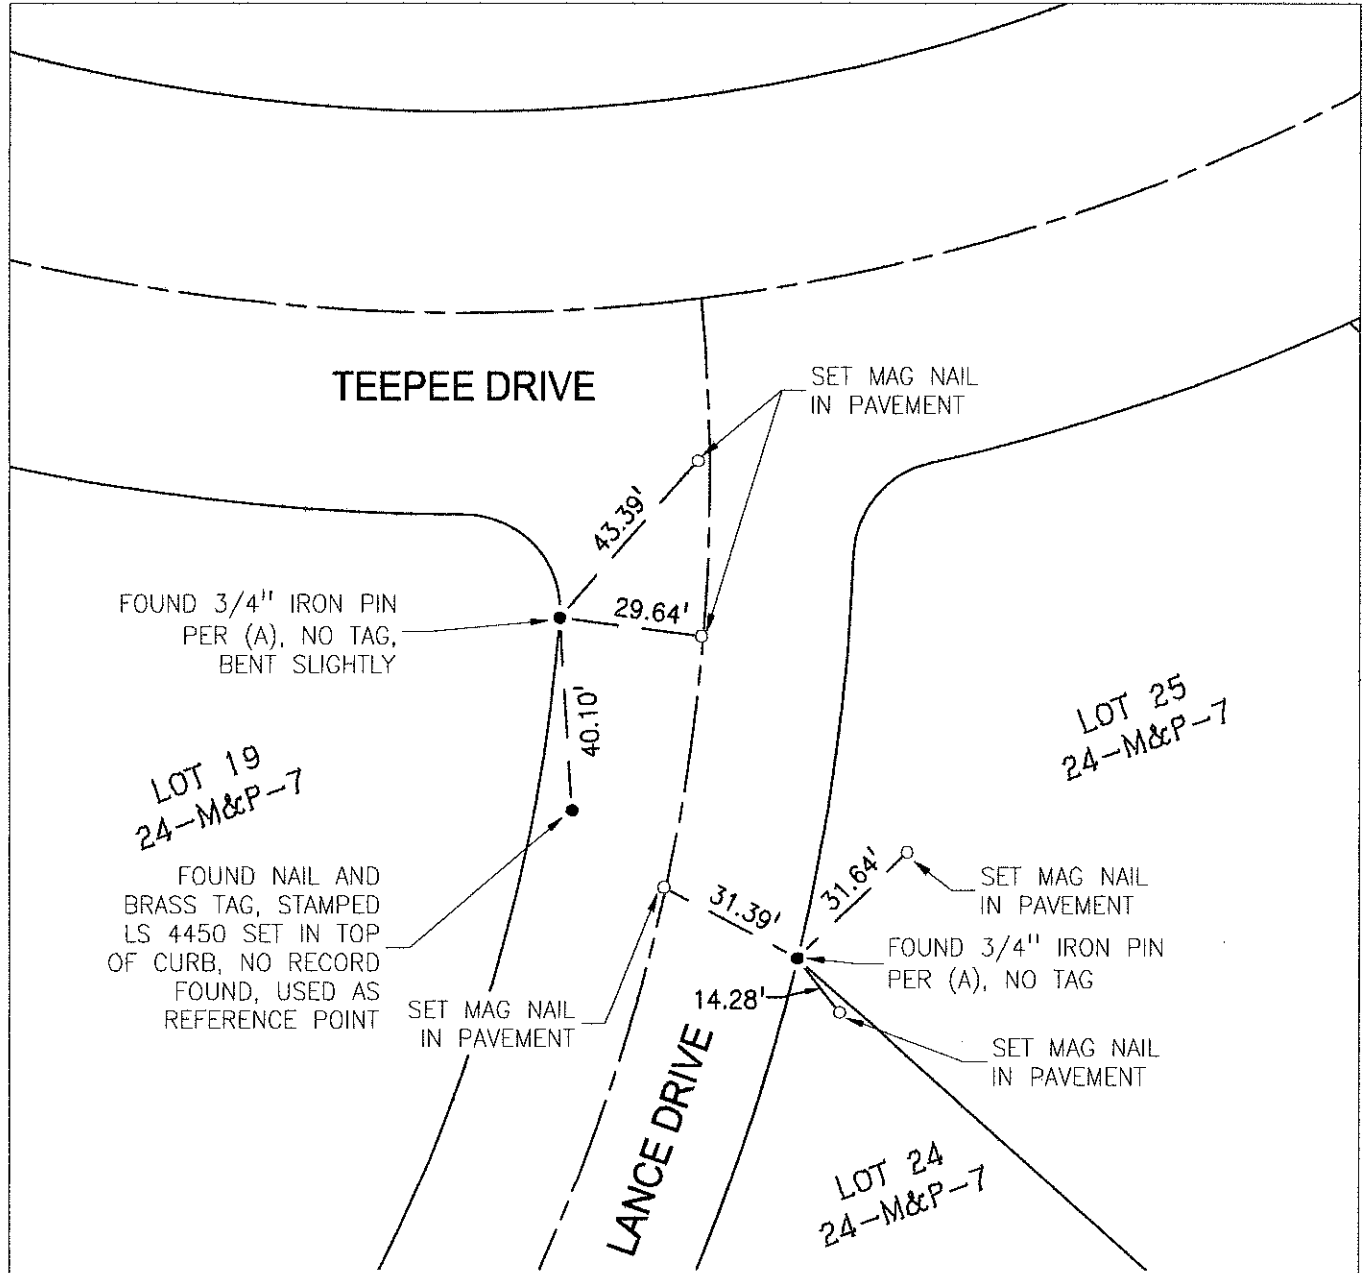 TEEPEE DRIVE
SET MAG NAIL
IN PAVEMENT
43.39'
29.64'
FOUND 3/4" IRON PIN
PER (A), NO TAG,
BENT SLIGHTLY
40.10'
LOT 19
24-M&P-7
LOT 25
24-M&P-7
FOUND NAIL AND
BRASS TAG, STAMPED
LS 4450 SET IN TOP
OF CURB, NO RECORD
FOUND, USED AS
REFERENCE POINT
31.39'
31.64'
SET MAG NAIL
IN PAVEMENT
FOUND 3/4" IRON PIN
PER (A), NO TAG
SET MAG NAIL
IN PAVEMENT
14.28'
SET MAG NAIL
IN PAVEMENT
LANCE DRIVE
LOT 24
24-M&P-7